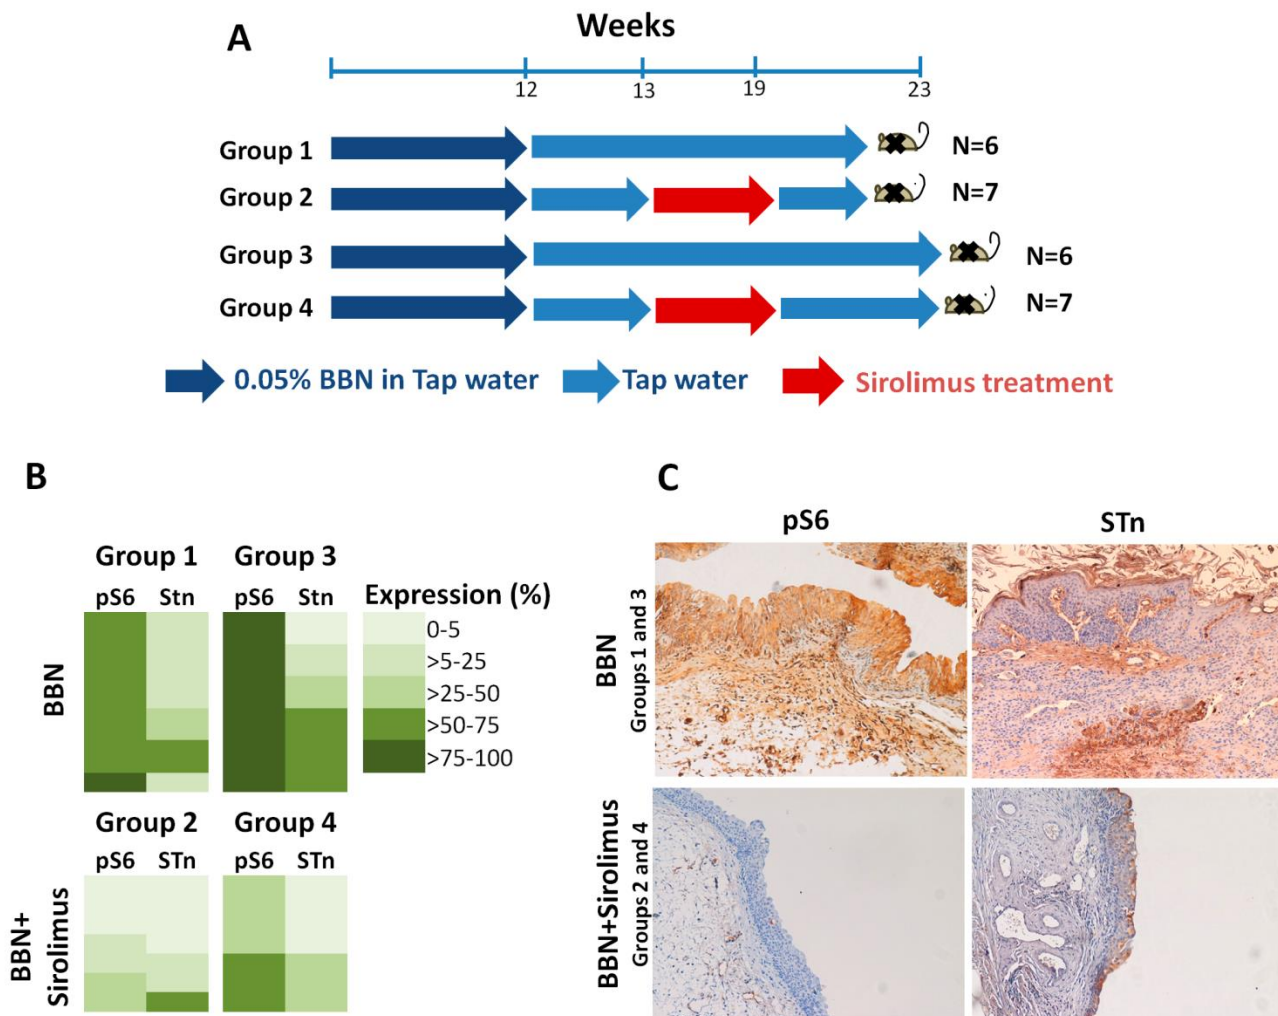 A
Weeks
12 13 19 23
Group 1 N=6
Group 2 N=7
Group 3 N=6
Group 4 N=7
0.05% BBN in Tap water Tap water Sirolimus treatment
B
Group 1 Group 3
pS6 Stn pS6 Stn Expression (%)
0-5
>5-25
>25-50
>50-75
>75-100
BBN
Group 2 Group 4
pS6 STn pS6 STn
BBN+
Sirolimus
C
pS6 STn
BBN
Groups 1 and 3
BBN+Sirolimus
Groups 2 and 4